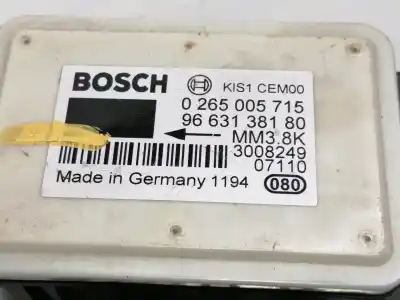 BOSCH KIS1 CEM00
0 265 005 715
96 631 381 80
MM3.8K
3008249
07110
Made in Germany 1194 080